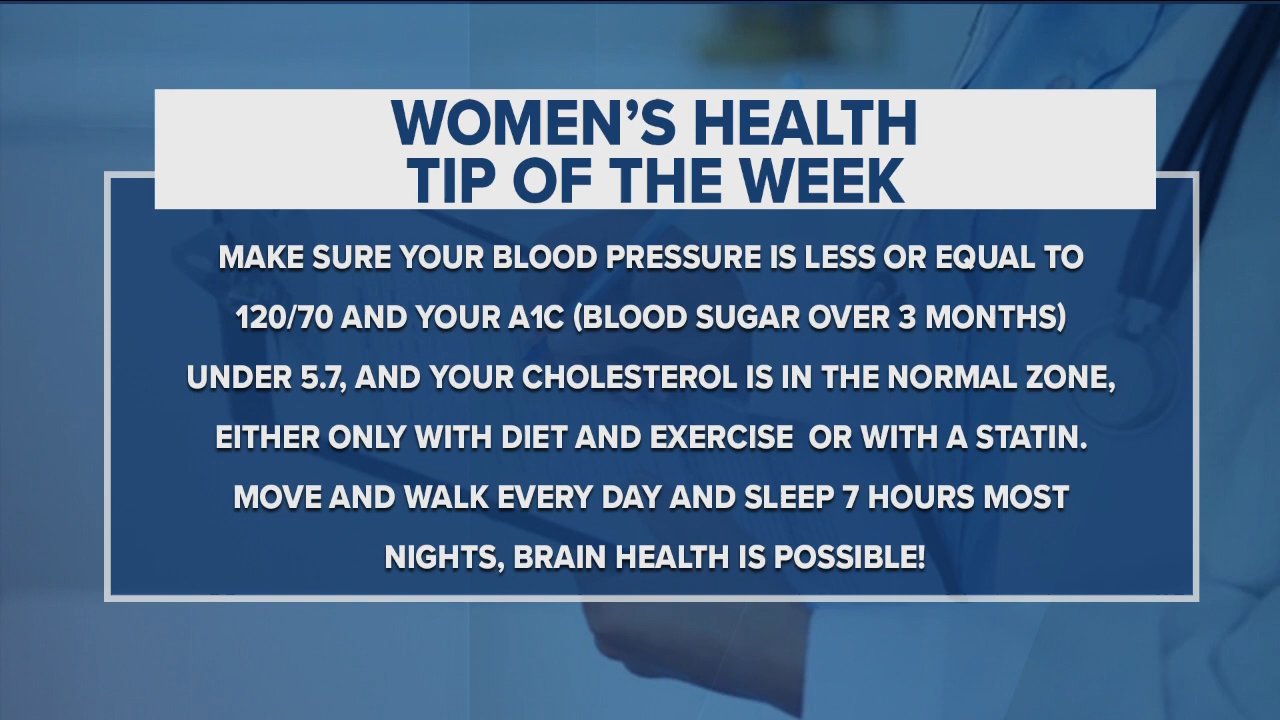 WOMEN’S HEALTH
TIP OF THE WEEK
MAKE SURE YOUR BLOOD PRESSURE IS LESS OR EQUAL TO
120/70 AND YOUR A1C (BLOOD SUGAR OVER 3 MONTHS)
UNDER 5.7, AND YOUR CHOLESTEROL IS IN THE NORMAL ZONE,
EITHER ONLY WITH DIET AND EXERCISE  OR WITH A STATIN.
MOVE AND WALK EVERY DAY AND SLEEP 7 HOURS MOST
NIGHTS, BRAIN HEALTH IS POSSIBLE!